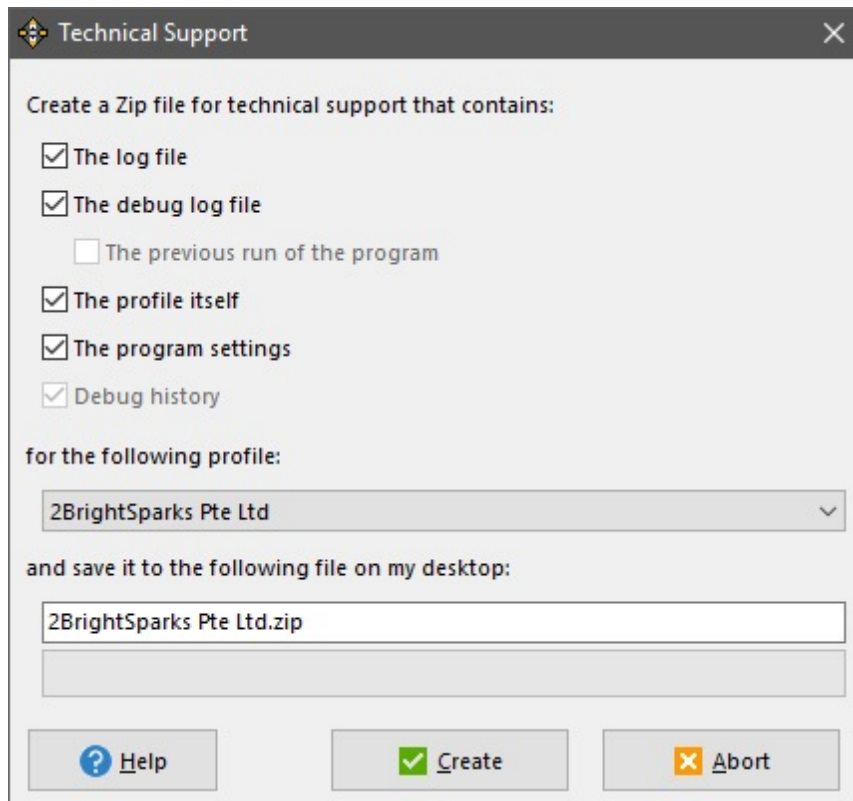 Technical Support
Create a Zip file for technical support that contains:
The log file
The debug log file
The previous run of the program
The profile itself
The program settings
Debug history
for the following profile:
2BrightSparks Pte Ltd
and save it to the following file on my desktop:
2BrightSparks Pte Ltd.zip
Help
Create
Abort